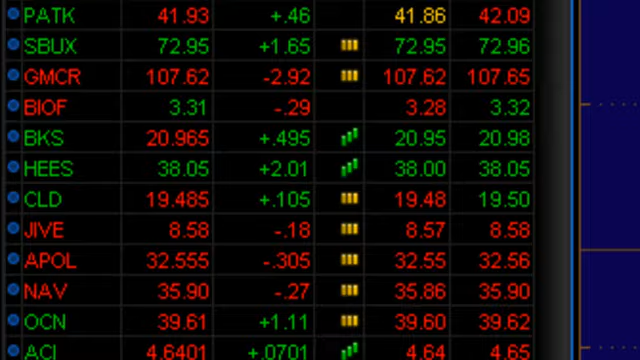 PATK 41.93 +.46 41.86 42.09
SBUX 72.95 +1.65 72.95 72.96
GMCR 107.62 -2.92 107.62 107.65
BIOF 3.31 -.29 3.28 3.32
BKS 20.965 +.495 20.95 20.98
HEES 38.05 +2.01 38.00 38.05
CLD 19.485 +.105 19.48 19.50
JIVE 8.58 -.18 8.57 8.58
APOL 32.555 -.305 32.55 32.56
NAV 35.90 -.27 35.86 35.90
OCN 39.61 +1.11 39.60 39.62
ACI 4.6401 +.0701 4.64 4.65